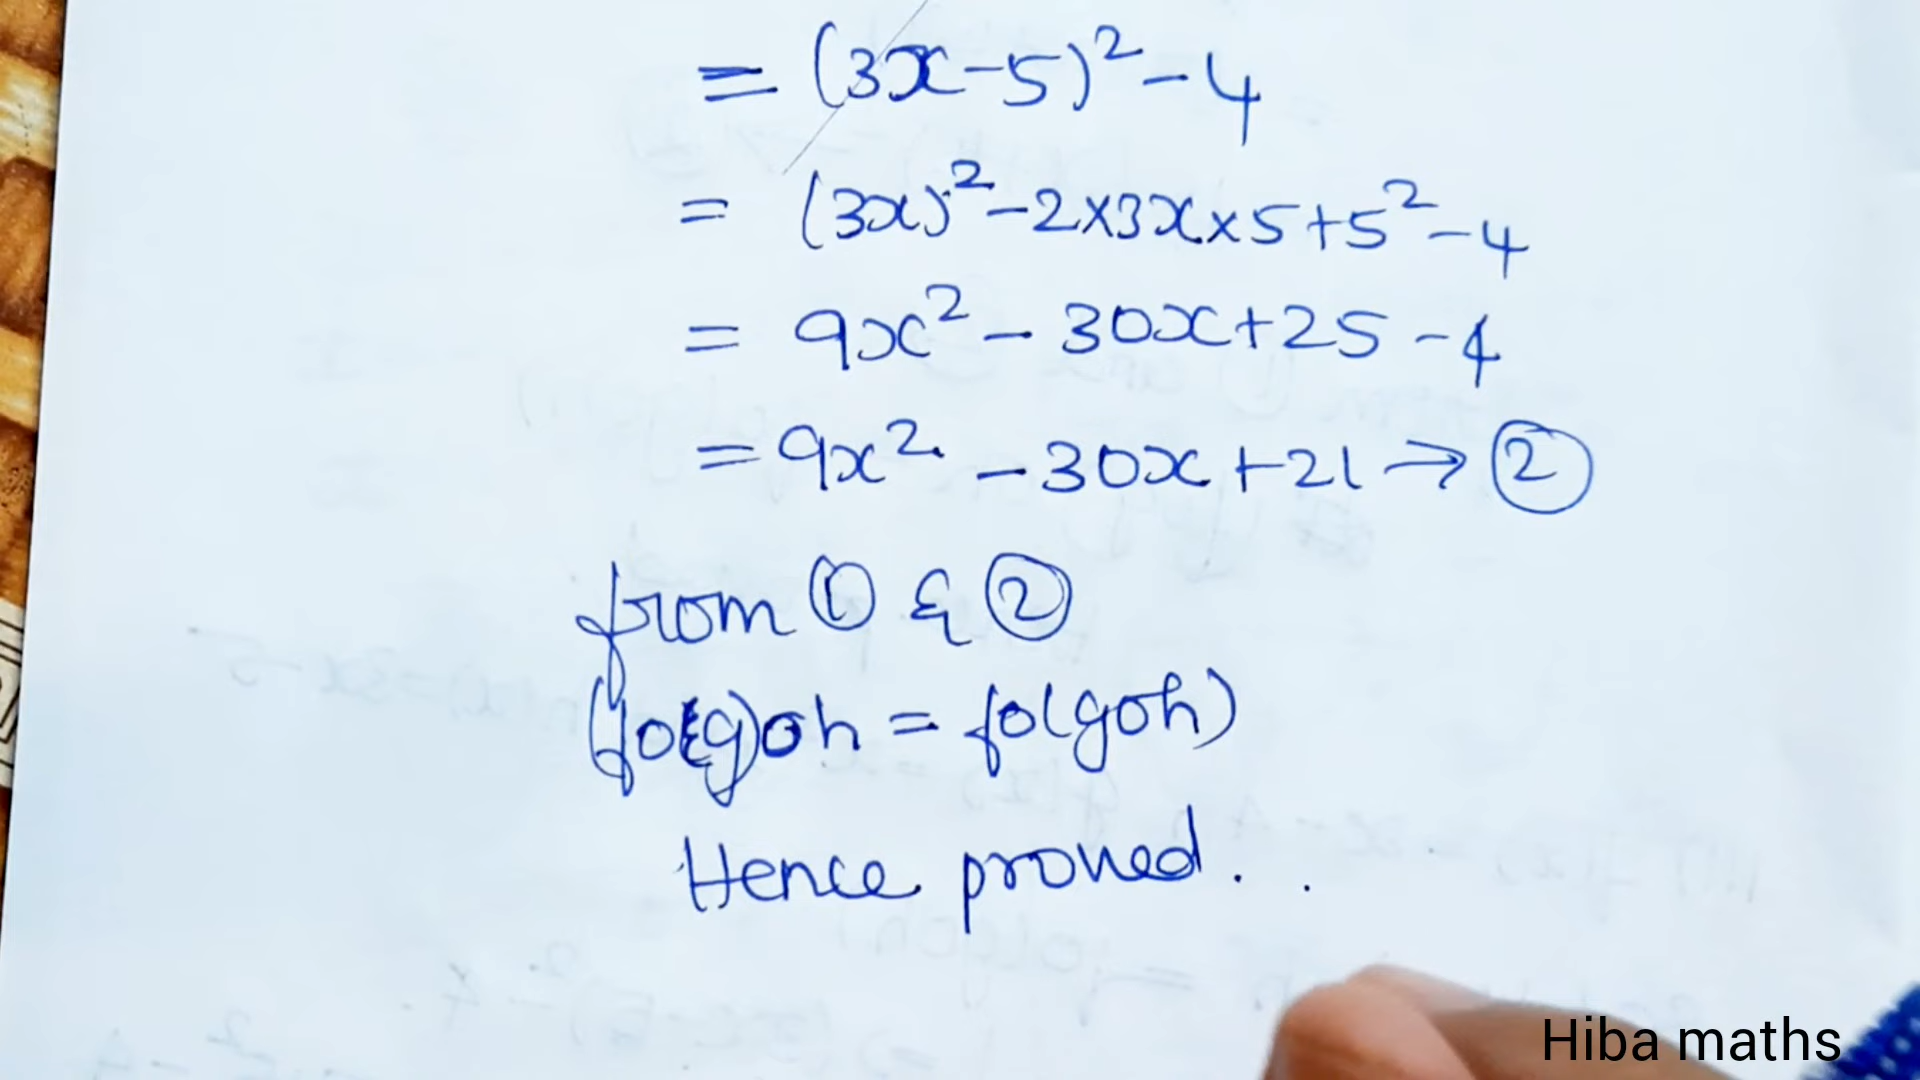 = (3x-5)² - 4
= (3x)² - 2×3x×5+5² - 4
= 9x² - 30x+25 - 4
= 9x² - 30x+21 → ②
from ① & ②
(fog)oh = fo(goh)
Hence proved.
Hiba maths